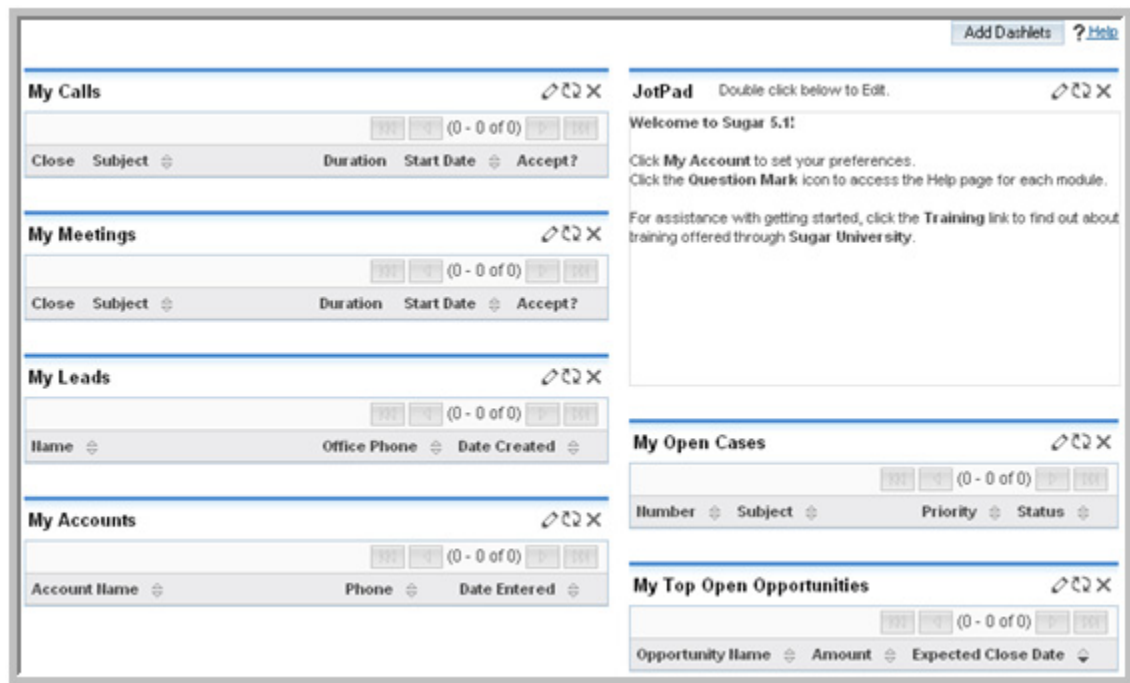 Add Dashlets ? Help
My Calls
(0 - 0 of 0)
Close Subject Duration Start Date Accept?
My Meetings
(0 - 0 of 0)
Close Subject Duration Start Date Accept?
My Leads
(0 - 0 of 0)
Name Office Phone Date Created
My Accounts
(0 - 0 of 0)
Account Name Phone Date Entered
JotPad Double click below to Edit.
Welcome to Sugar 5.1!
Click My Account to set your preferences.
Click the Question Mark icon to access the Help page for each module.
For assistance with getting started, click the Training link to find out about
training offered through Sugar University.
My Open Cases
(0 - 0 of 0)
Number Subject Priority Status
My Top Open Opportunities
(0 - 0 of 0)
Opportunity Name Amount Expected Close Date